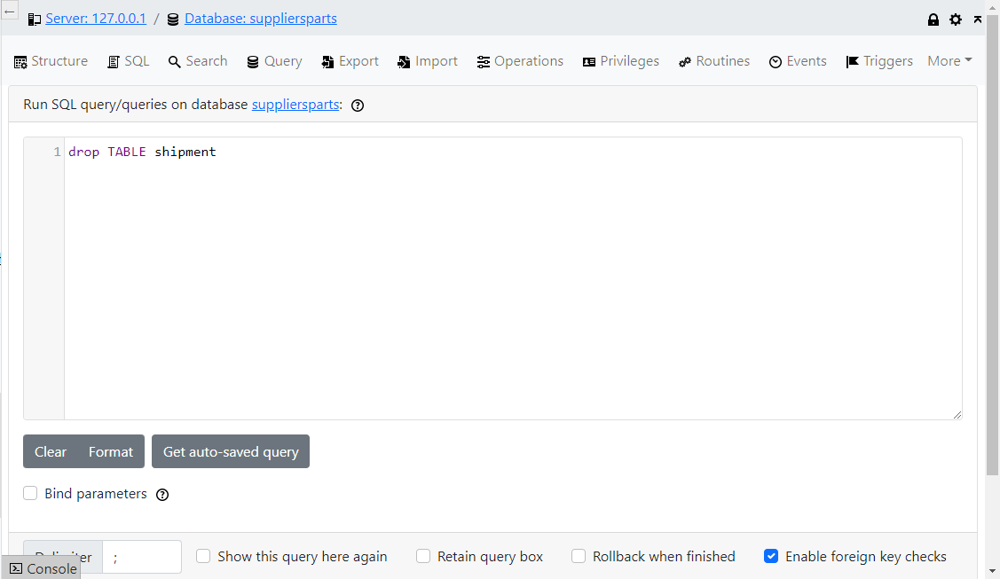 Server: 127.0.0.1 / Database: suppliersparts
Structure SQL Search Query Export Import Operations Privileges Routines Events Triggers More
Run SQL query/queries on database suppliersparts:
1 drop TABLE shipment
Clear Format Get auto-saved query
Bind parameters
; Show this query here again Retain query box Rollback when finished Enable foreign key checks
Console